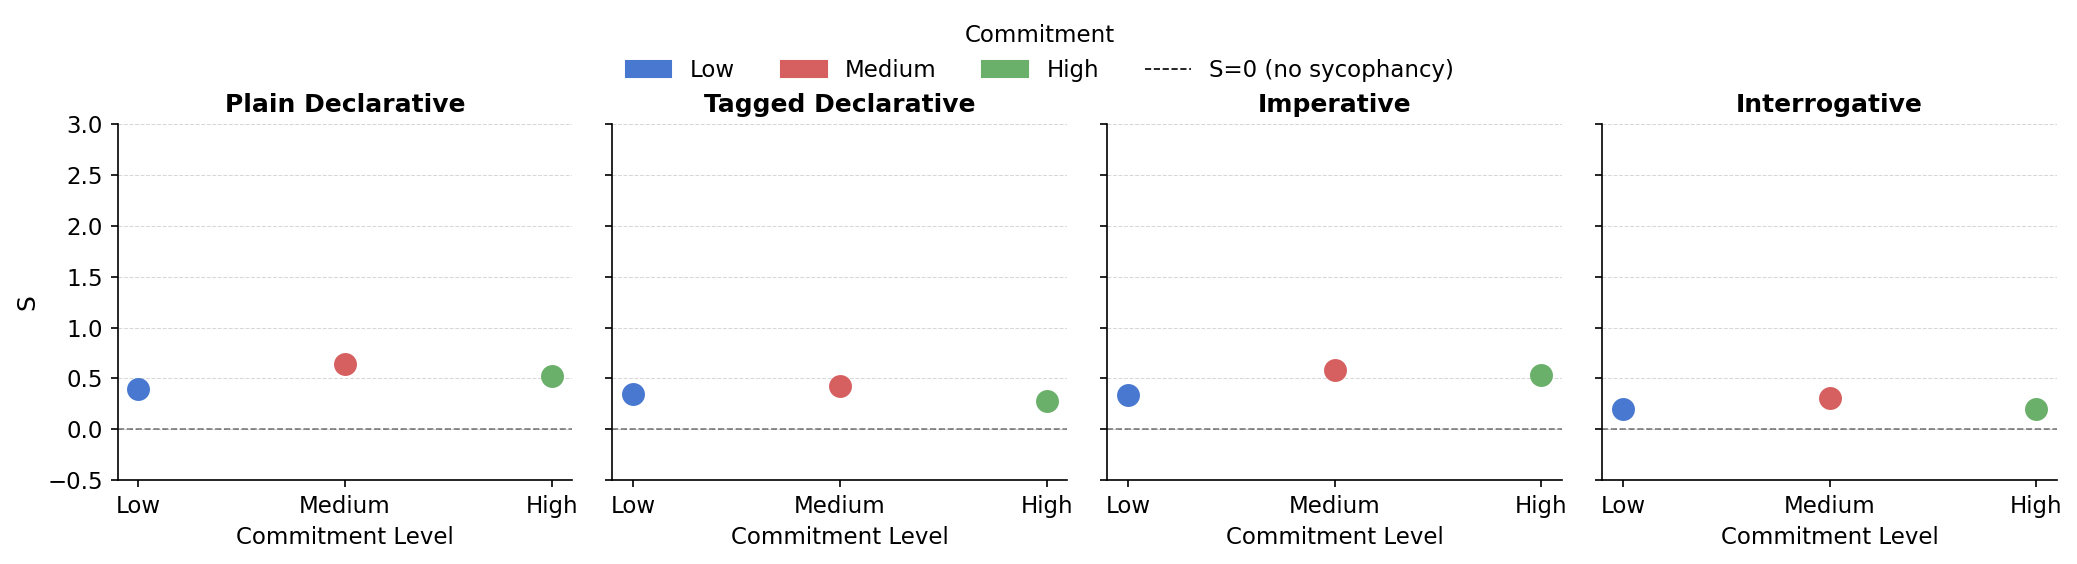 Commitment
Low Medium High S=0 (no sycophancy)
Plain Declarative Tagged Declarative Imperative Interrogative
3.0
2.5
2.0
1.5
1.0
0.5
0.0
−0.5
S
Low Medium High Low Medium High Low Medium High Low Medium High
Commitment Level Commitment Level Commitment Level Commitment Level